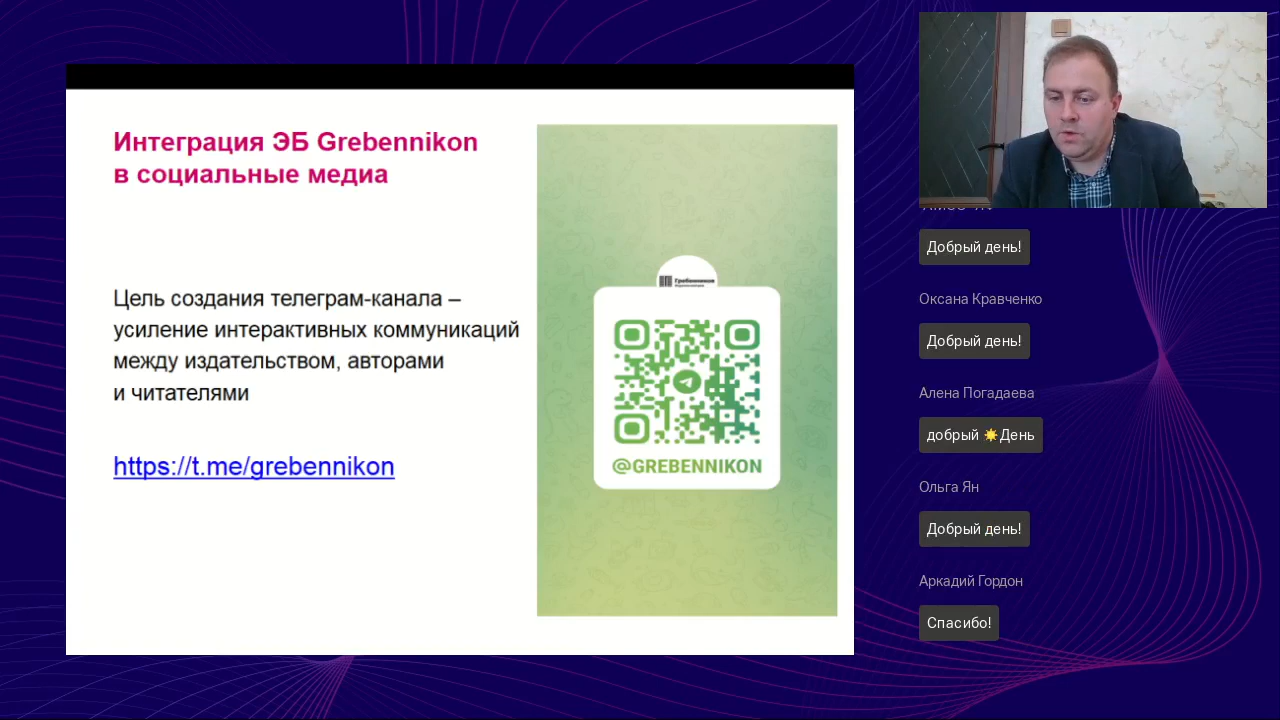 Интеграция ЭБ Grebennikon
в социальные медиа
Цель создания телеграм-канала –
усиление интерактивных коммуникаций
между издательством, авторами
и читателями
https://t.me/grebennikon
Гребенников
@GREBENNIKON
Добрый день!
Оксана Кравченко
Добрый день!
Алена Погадаева
добрый 🌟День
Ольга Ян
Добрый день!
Аркадий Гордон
Спасибо!